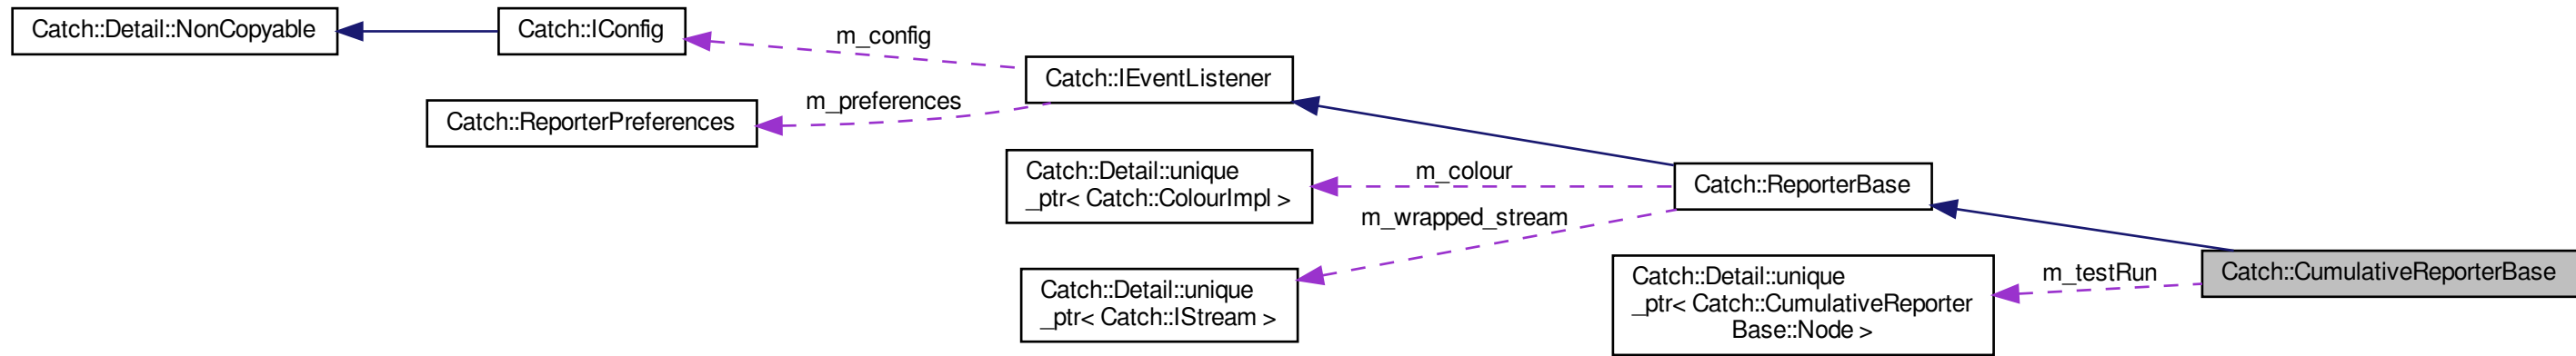 Catch::Detail::NonCopyable
Catch::IConfig
m_config
Catch::IEventListener
m_preferences
Catch::ReporterPreferences
Catch::Detail::unique
_ptr< Catch::ColourImpl >
m_colour
Catch::ReporterBase
m_wrapped_stream
Catch::Detail::unique
_ptr< Catch::IStream >
Catch::Detail::unique
_ptr< Catch::CumulativeReporter
Base::Node >
m_testRun
Catch::CumulativeReporterBase